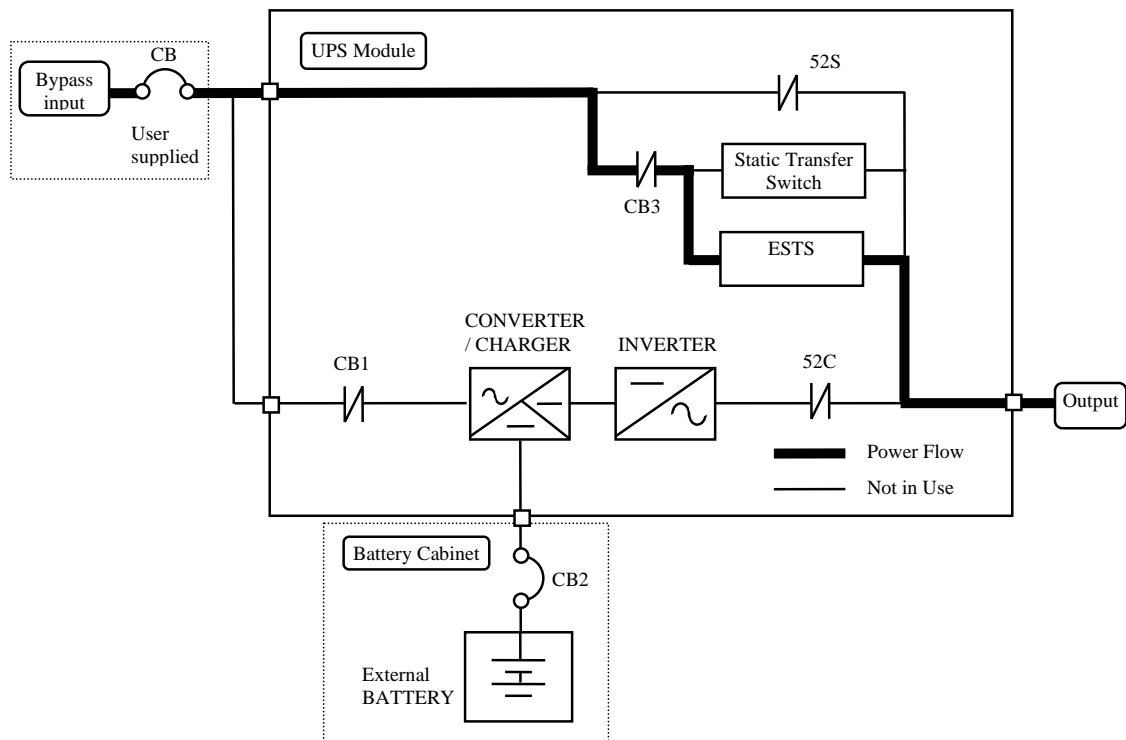 UPS Module
CB
52S
Bypass
input
User
supplied
Static Transfer
Switch
CB3
ESTS
CONVERTER
/ CHARGER
INVERTER
CB1
52C
Output
Power Flow
Not in Use
Battery Cabinet
CB2
External
BATTERY